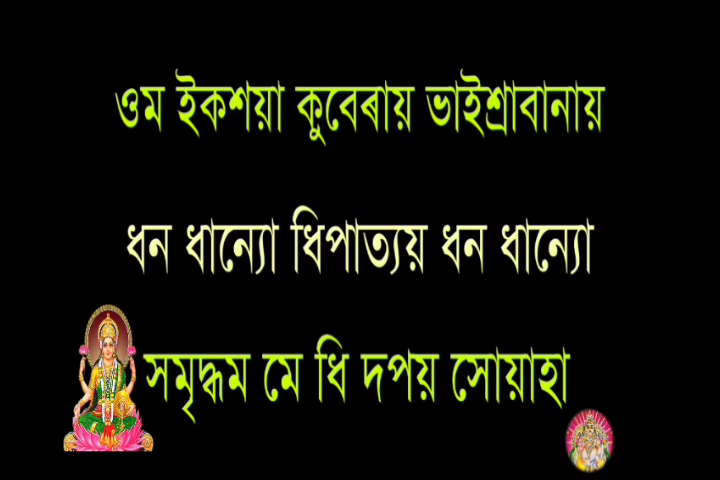 ওম ইকশয়া কুবেৰায় ভাইশ্রাবানায়
ধন ধান্যো ধিপাত্যয় ধন ধান্যো
সমৃদ্ধম মে ধি দপয় সোয়াহা